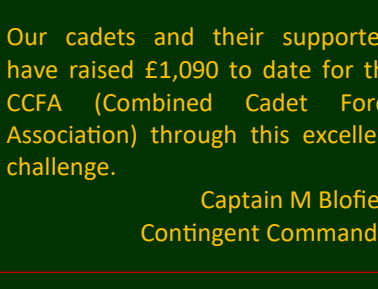 Our cadets and their supporte
have raised £1,090 to date for th
CCFA (Combined Cadet Forc
Association) through this excelle
challenge.
Captain M Blofie
Contingent Command